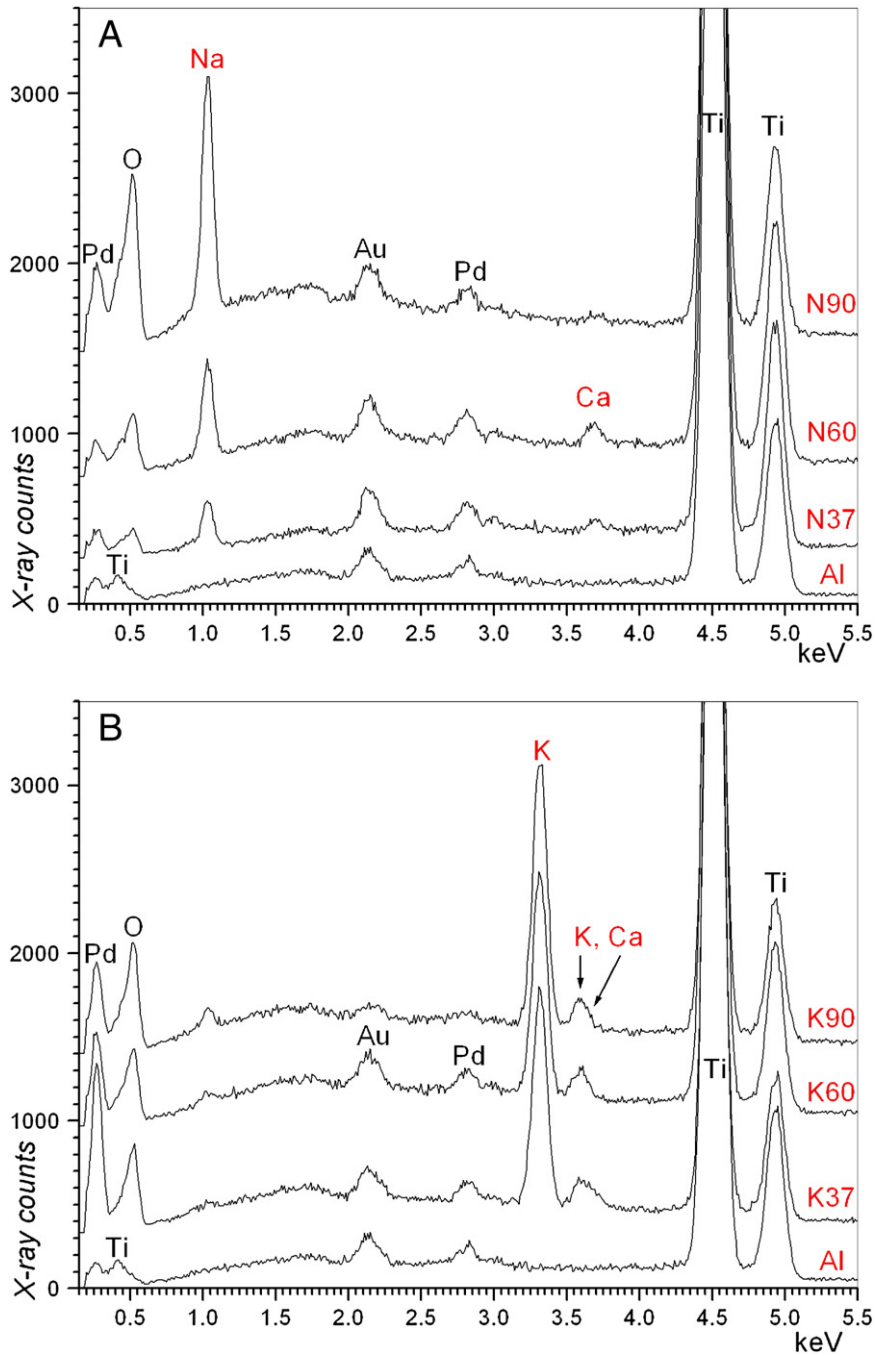 A
Na
3000
Ti
Ti
O
2000
Pd
Au
Pd
N90
Ca
N60
1000
N37
Ti
Al
0
X-ray counts
0.5 1.0 1.5 2.0 2.5 3.0 3.5 4.0 4.5 5.0 5.5
keV
B
K
3000
Ti
O
K, Ca
2000
Pd
K90
Au
Pd
K60
Ti
1000
K37
Ti
Al
0
X-ray counts
0.5 1.0 1.5 2.0 2.5 3.0 3.5 4.0 4.5 5.0 5.5
keV